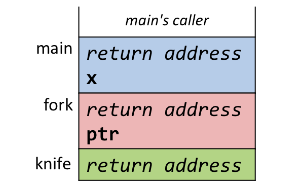 main's caller
main
return address
x
fork
return address
ptr
knife
return address